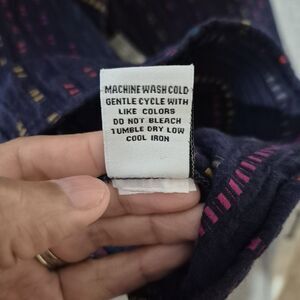 MACHINE WASH COLD
GENTLE CYCLE WITH
LIKE COLORS
DO NOT BLEACH
TUMBLE DRY LOW
COOL IRON